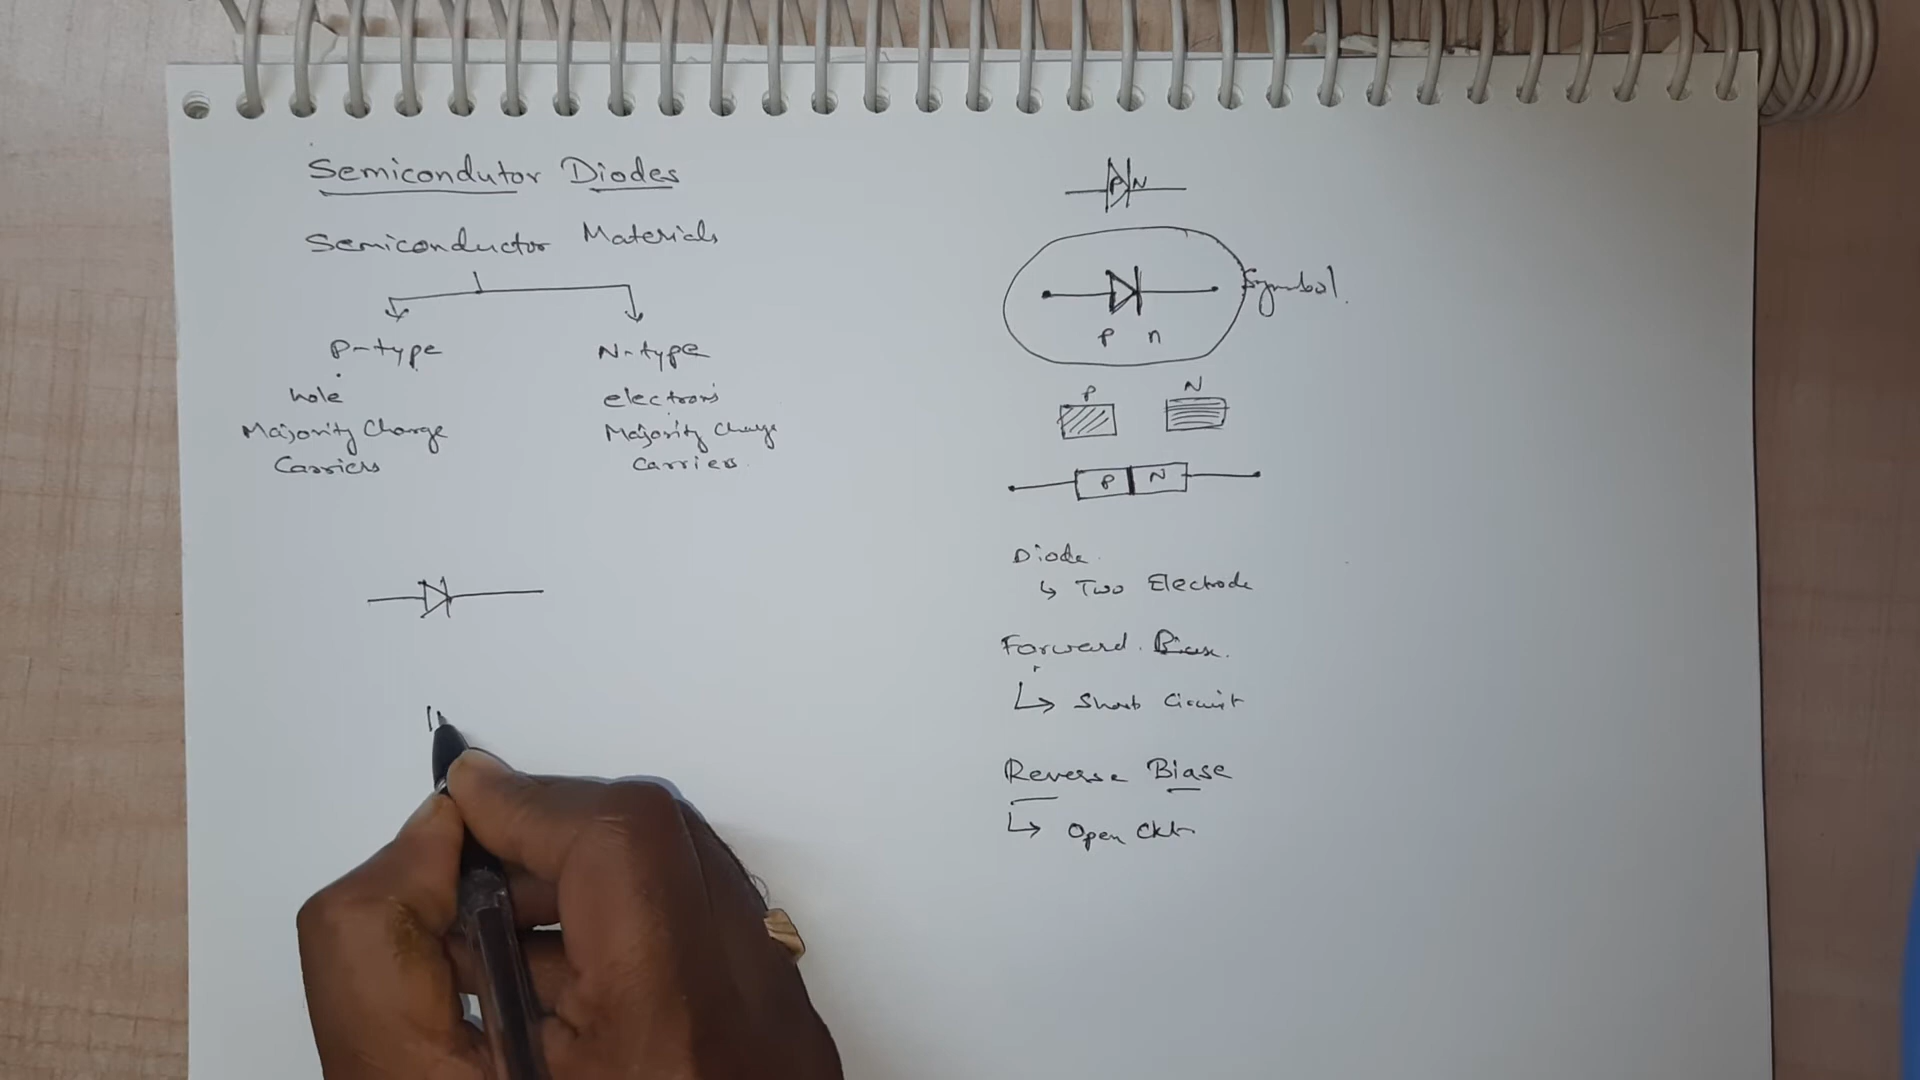 Semicondutor Diodes
Semiconductor Materials
P-type
N-type
hole
electrons
Majority Charge
Majority Charge
Carriers
Carriers
P N
Symbol.
P n
P N
P N
Diode
↳ Two Electrode
Forward Biase.
↳ Short Circuit
Reverse Biase
↳ Open Ckt